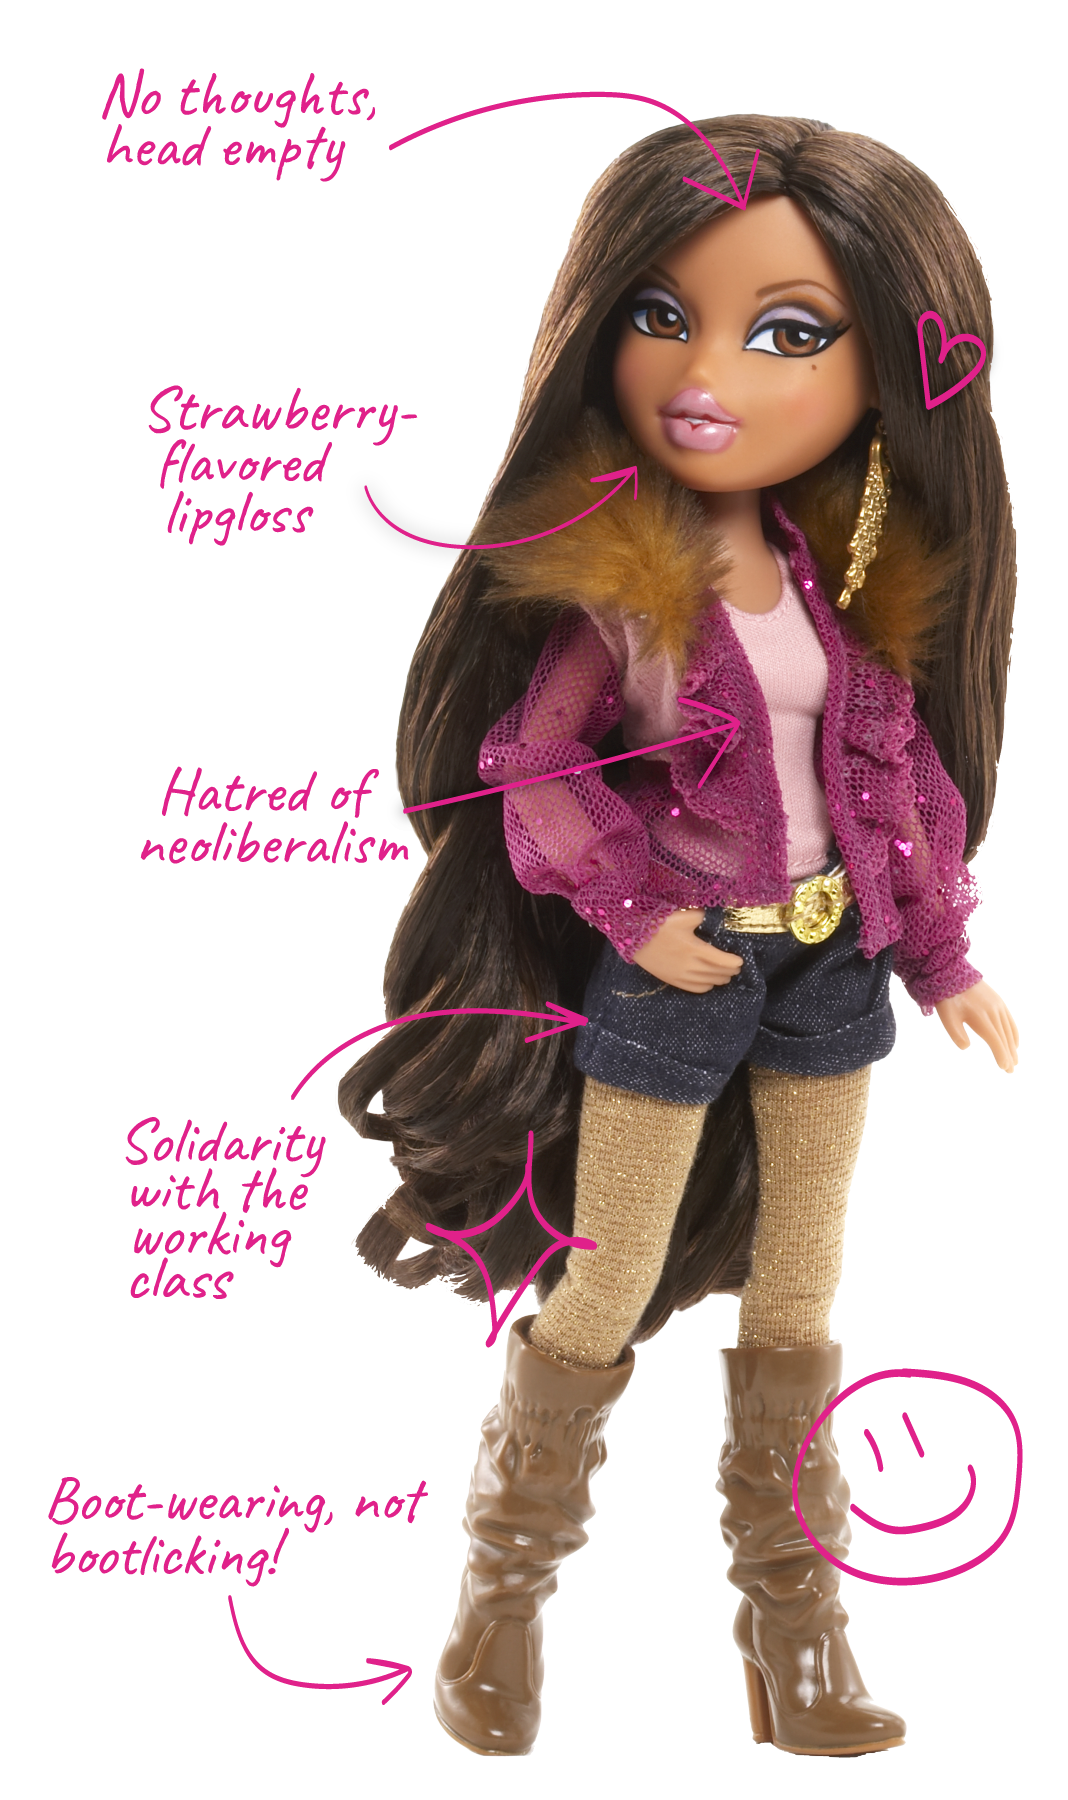 No thoughts,
head empty
Strawberry-
flavored
lipgloss
Hatred of
neoliberalism
Solidarity
with the
working
class
Boot-wearing, not
bootlicking!